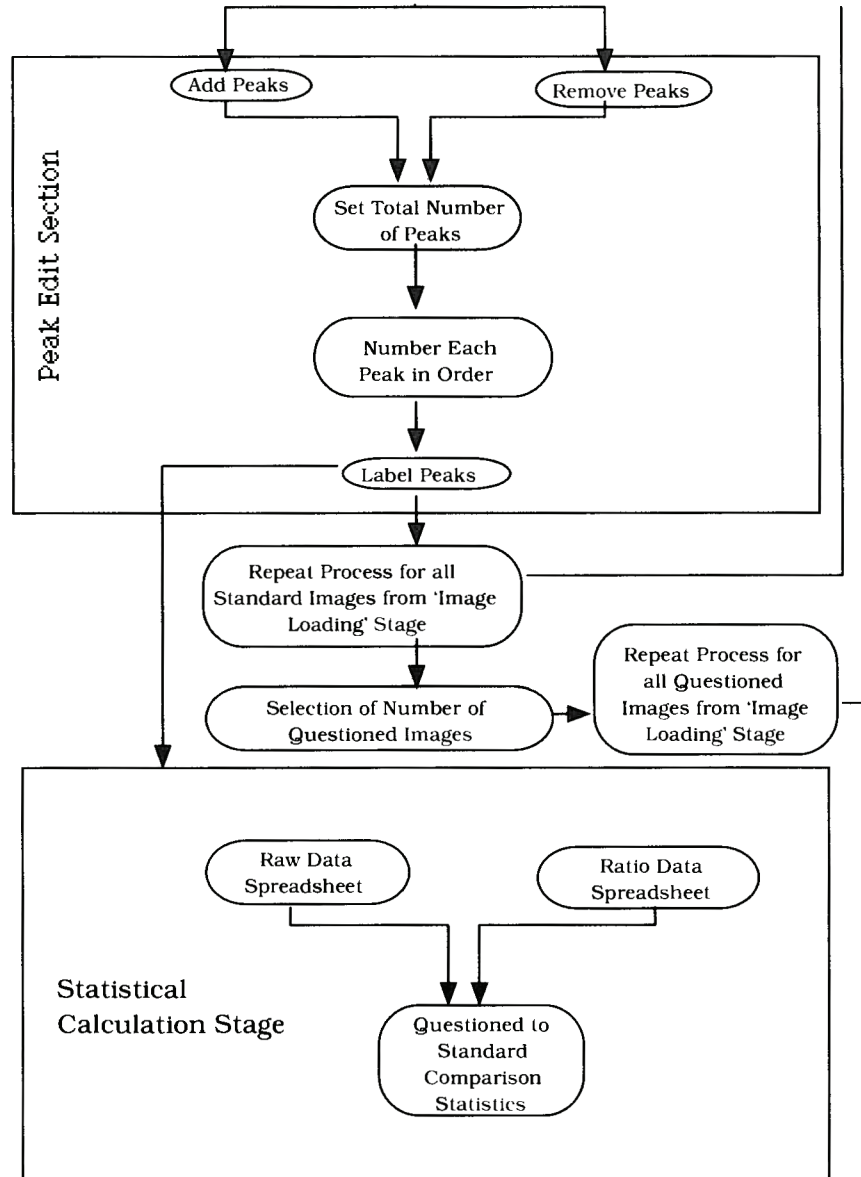 Add Peaks
Remove Peaks
Peak Edit Section
Set Total Number
of Peaks
Number Each
Peak in Order
Label Peaks
Repeat Process for all
Standard Images from ‘Image
Loading’ Stage
Selection of Number of
Questioned Images
Repeat Process for
all Questioned
Images from ‘Image
Loading’ Stage
Raw Data
Spreadsheet
Ratio Data
Spreadsheet
Statistical
Calculation Stage
Questioned to
Standard
Comparison
Statistics